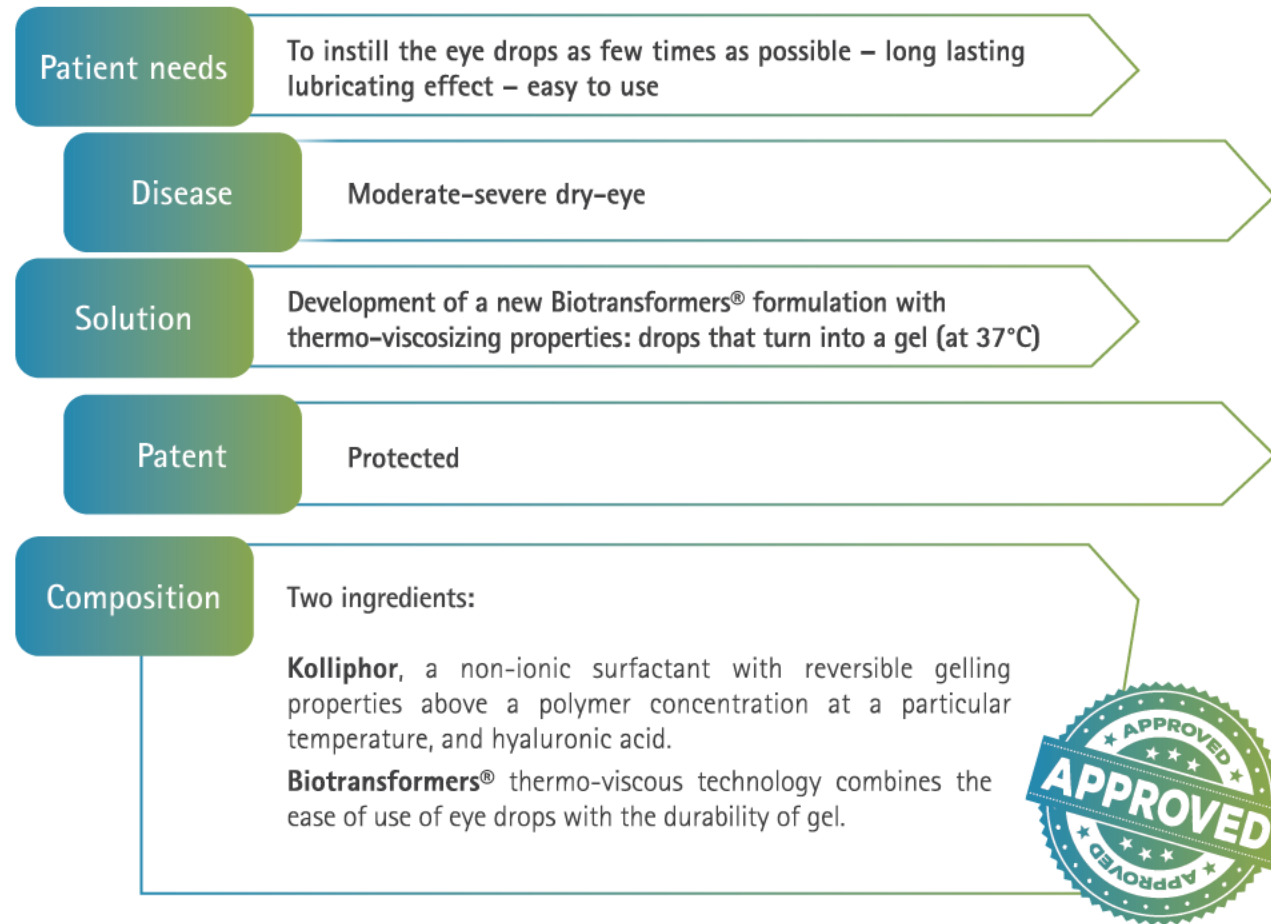 Patient needs
To instill the eye drops as few times as possible – long lasting
lubricating effect – easy to use
Disease
Moderate-severe dry-eye
Solution
Development of a new Biotransformers® formulation with
thermo-viscosizing properties: drops that turn into a gel (at 37°C)
Patent
Protected
Composition
Two ingredients:
Kolliphor, a non-ionic surfactant with reversible gelling
properties above a polymer concentration at a particular
temperature, and hyaluronic acid.
Biotransformers® thermo-viscous technology combines the
ease of use of eye drops with the durability of gel.
APPROVED
APPROVED
APPROVED